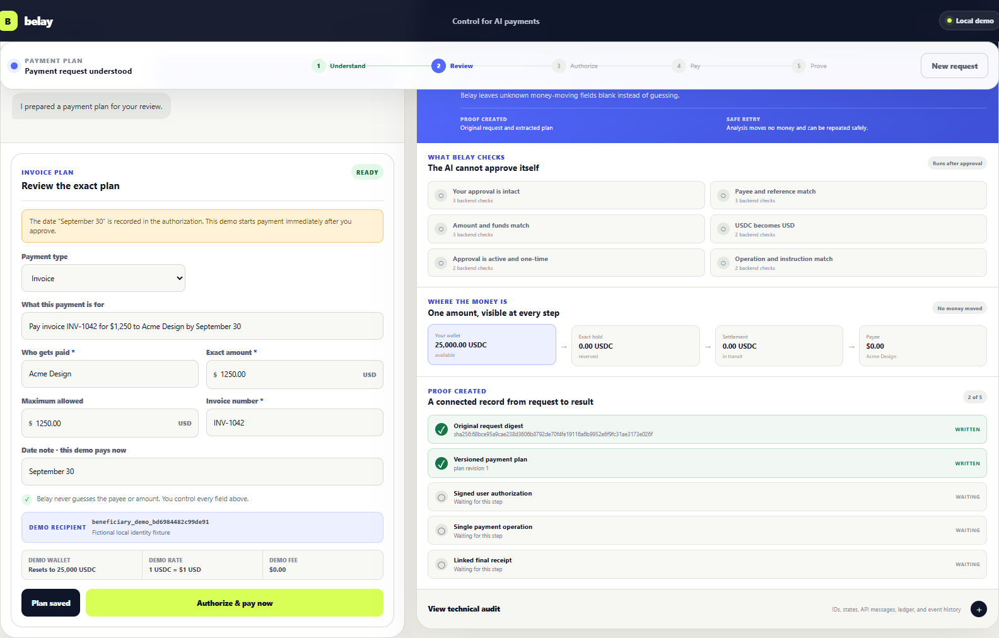 B belay
Control for AI payments
Local demo
PAYMENT PLAN
Payment request understood
1 Understand
2 Review
3 Authorize
4 Pay
5 Prove
New request
I prepared a payment plan for your review.
INVOICE PLAN
READY
Review the exact plan
The date “September 30” is recorded in the authorization. This demo starts payment immediately after you
approve.
Payment type
Invoice
What this payment is for
Pay invoice INV-1042 for $1,250 to Acme Design by September 30
Who gets paid *
Exact amount *
Acme Design
$ 1250.00 USD
Maximum allowed
Invoice number *
$ 1250.00 USD
INV-1042
Date note · this demo pays now
September 30
✓ Belay never guesses the payee or amount. You control every field above.
DEMO RECIPIENT
beneficiary_demo_bd6984482c99de91
Fictional local identity fixture
DEMO WALLET
Resets to 25,000 USDC
DEMO RATE
1 USDC = $1 USD
DEMO FEE
$0.00
Plan saved
Authorize & pay now
Belay leaves unknown money-moving fields blank instead of guessing.
PROOF CREATED
Original request and extracted plan
SAFE RETRY
Analysis moves no money and can be repeated safely.
WHAT BELAY CHECKS
The AI cannot approve itself
Runs after approval
Your approval is intact
3 backend checks
Payee and reference match
3 backend checks
Amount and funds match
3 backend checks
USDC becomes USD
2 backend checks
Approval is active and one-time
2 backend checks
Operation and instruction match
2 backend checks
WHERE THE MONEY IS
One amount, visible at every step
No money moved
Your wallet
25,000.00 USDC
available
→
Exact hold
0.00 USDC
reserved
→
Settlement
0.00 USDC
in transit
→
Payee
$0.00
Acme Design
PROOF CREATED
A connected record from request to result
2 of 5
Original request digest
sha256:68bce95a9cae238d3606b8792de70f4fe19116a6b9952e6f9fc31ae3173e026f
WRITTEN
Versioned payment plan
plan revision 1
WRITTEN
Signed user authorization
Waiting for this step
WAITING
Single payment operation
Waiting for this step
WAITING
Linked final receipt
Waiting for this step
WAITING
View technical audit
IDs, states, API messages, ledger, and event history
+